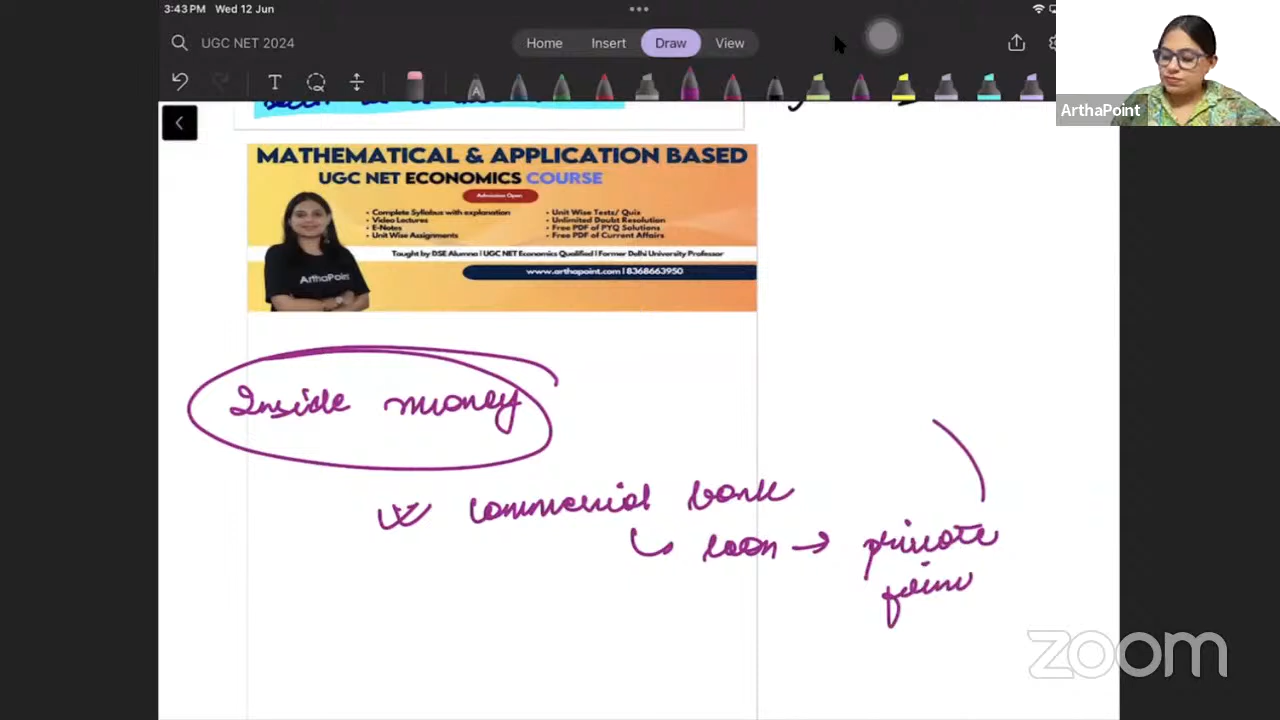 3:43 PM Wed 12 Jun
UGC NET 2024
Home Insert Draw View
ArthaPoint
MATHEMATICAL & APPLICATION BASED
UGC NET ECONOMICS COURSE
Admission Open
• Complete Syllabus with explanation
• Video Lectures
• E-Notes
• Unit Wise Assignments
• Unit Wise Tests/ Quiz
• Unlimited Doubt Resolution
• Free PDF of PYQ Solutions
• Free PDF of Current Affairs
Taught by DSE Alumna | UGC NET Economics Qualified | Former Delhi University Professor
ArthaPoint
www.arthapoint.com | 8368663950
Inside money
commercial bank
loan → private
zoom